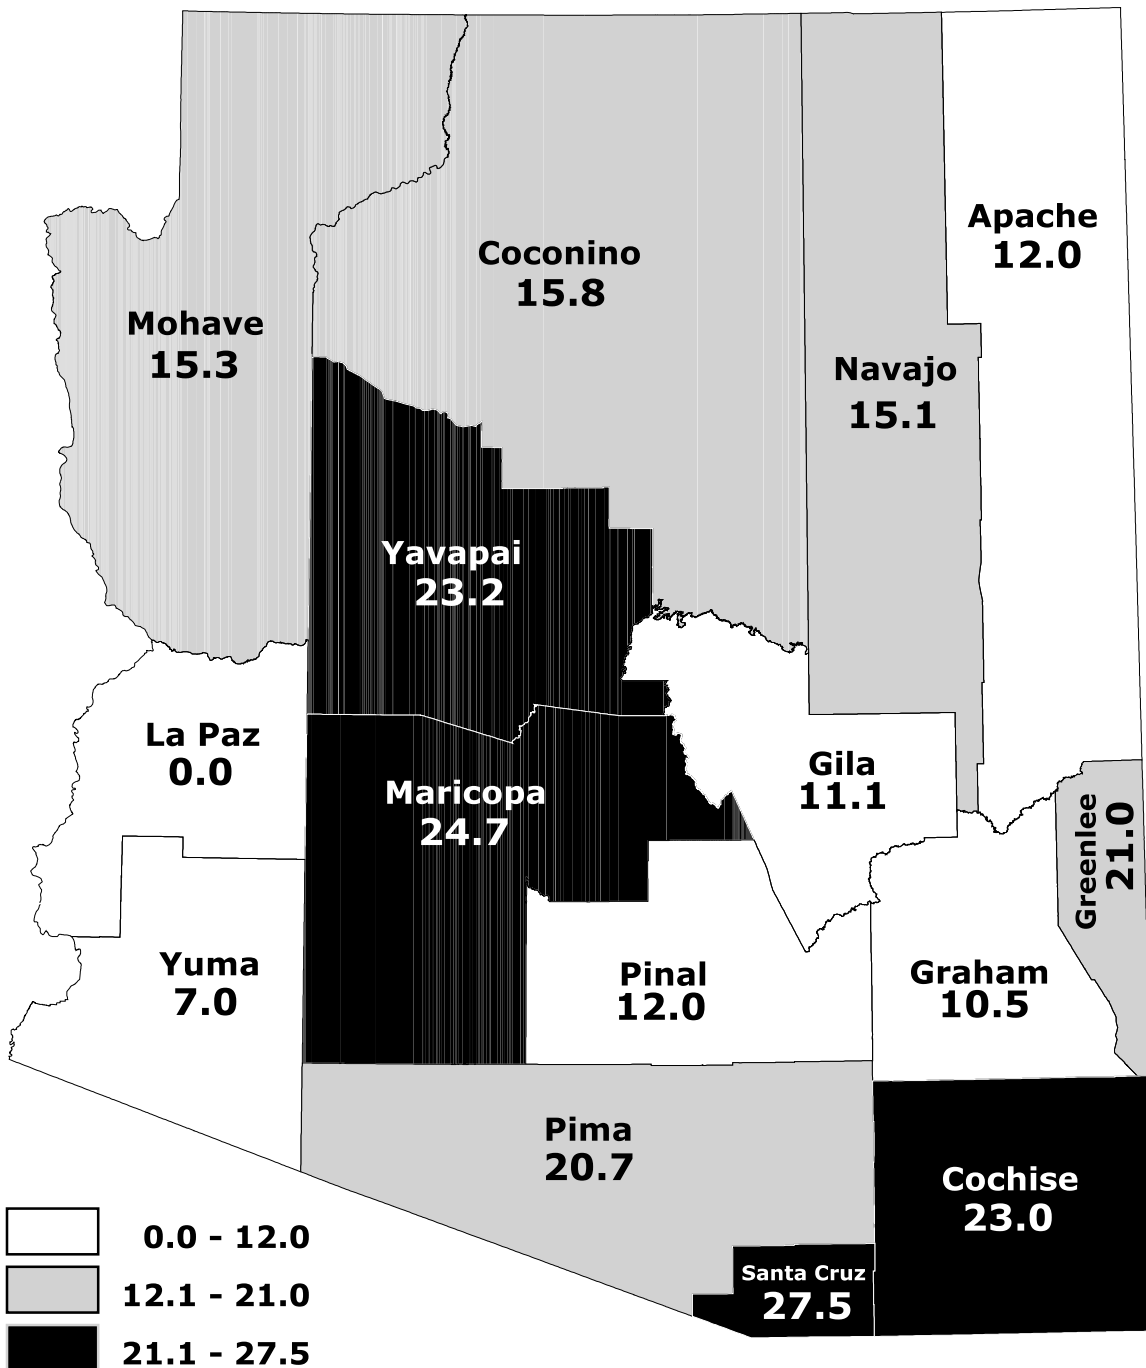 Apache
12.0
Coconino
15.8
Mohave
15.3
Navajo
15.1
Yavapai
23.2
La Paz
0.0
Gila
11.1
Maricopa
24.7
Greenlee
21.0
Yuma
7.0
Pinal
12.0
Graham
10.5
Pima
20.7
Cochise
23.0
Santa Cruz
27.5
0.0 - 12.0
12.1 - 21.0
21.1 - 27.5